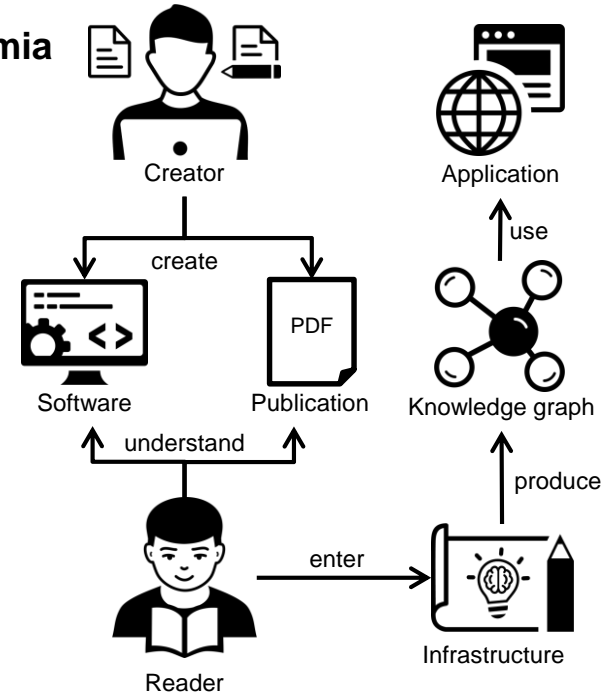 mia
Creator
Application
create
use
PDF
Software
Publication
Knowledge graph
understand
produce
enter
Infrastructure
Reader